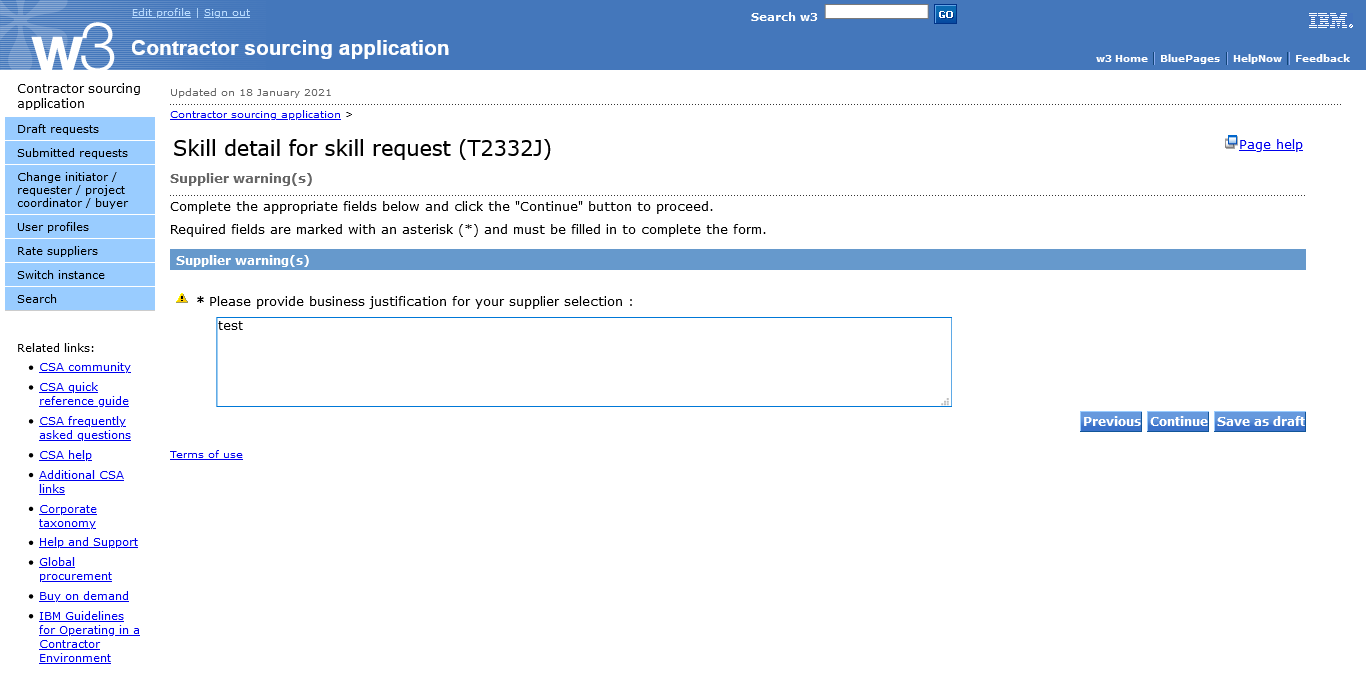 Edit profile | Sign out
Search w3 GO
IBM.
w3 Contractor sourcing application
w3 Home | BluePages | HelpNow | Feedback
Contractor sourcing
application
Draft requests
Submitted requests
Change initiator /
requester / project
coordinator / buyer
User profiles
Rate suppliers
Switch instance
Search
Related links:
• CSA community
• CSA quick
reference guide
• CSA frequently
asked questions
• CSA help
• Additional CSA
links
• Corporate
taxonomy
• Help and Support
• Global
procurement
• Buy on demand
• IBM Guidelines
for Operating in a
Contractor
Environment
Updated on 18 January 2021
Contractor sourcing application >
Skill detail for skill request (T2332J)
Page help
Supplier warning(s)
Complete the appropriate fields below and click the "Continue" button to proceed.
Required fields are marked with an asterisk (*) and must be filled in to complete the form.
Supplier warning(s)
* Please provide business justification for your supplier selection :
test
Previous Continue Save as draft
Terms of use